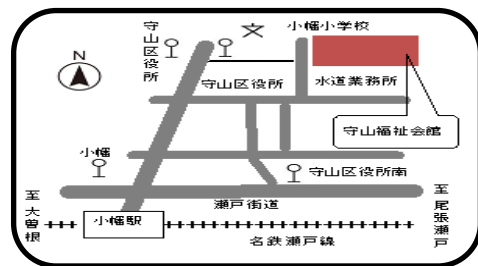 守山区役所
小幡小学校
N
守山区役所
水道業務所
守山福祉会館
小幡
守山区役所南
至大曽根
瀬戸街道
至尾張瀬戸
小幡駅
名鉄瀬戸線